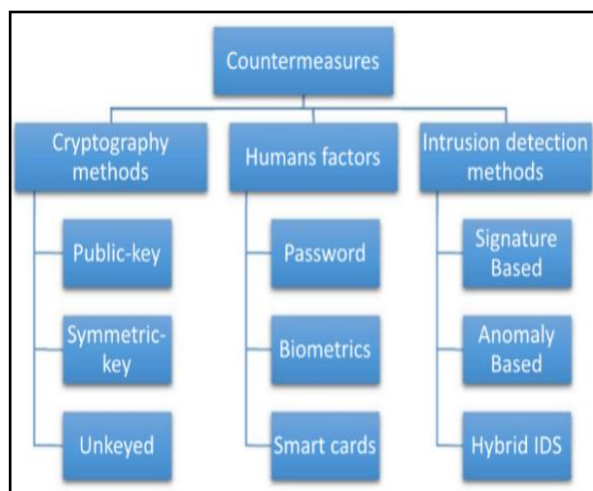 Countermeasures
Cryptography
methods
Humans factors
Intrusion detection
methods
Public-key
Password
Signature
Based
Symmetric-
key
Biometrics
Anomaly
Based
Unkeyed
Smart cards
Hybrid IDS